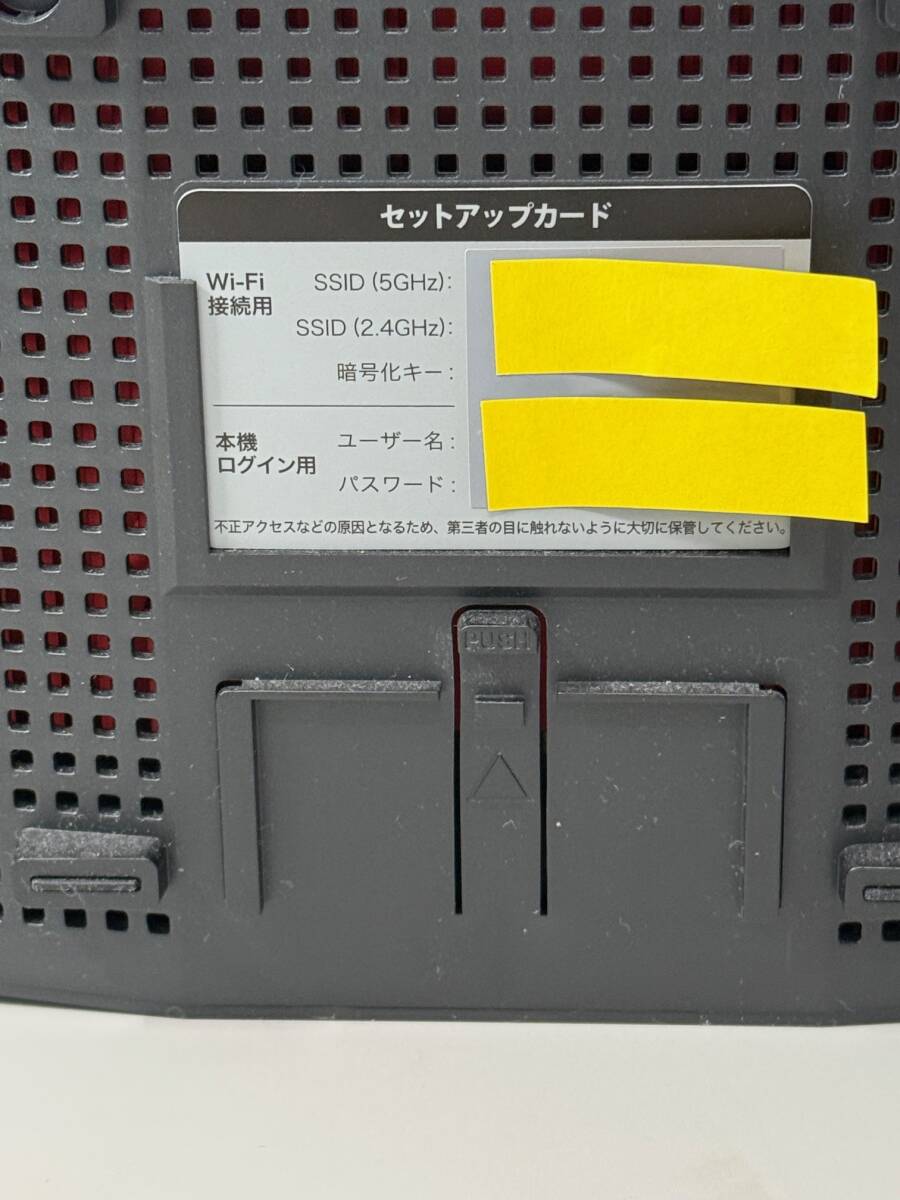 セットアップカード
Wi-Fi
接続用
SSID (5GHz):
SSID (2.4GHz):
暗号化キー:
本機
ログイン用
ユーザー名:
パスワード:
不正アクセスなどの原因となるため、第三者の目に触れないように大切に保管してください。
PUSH